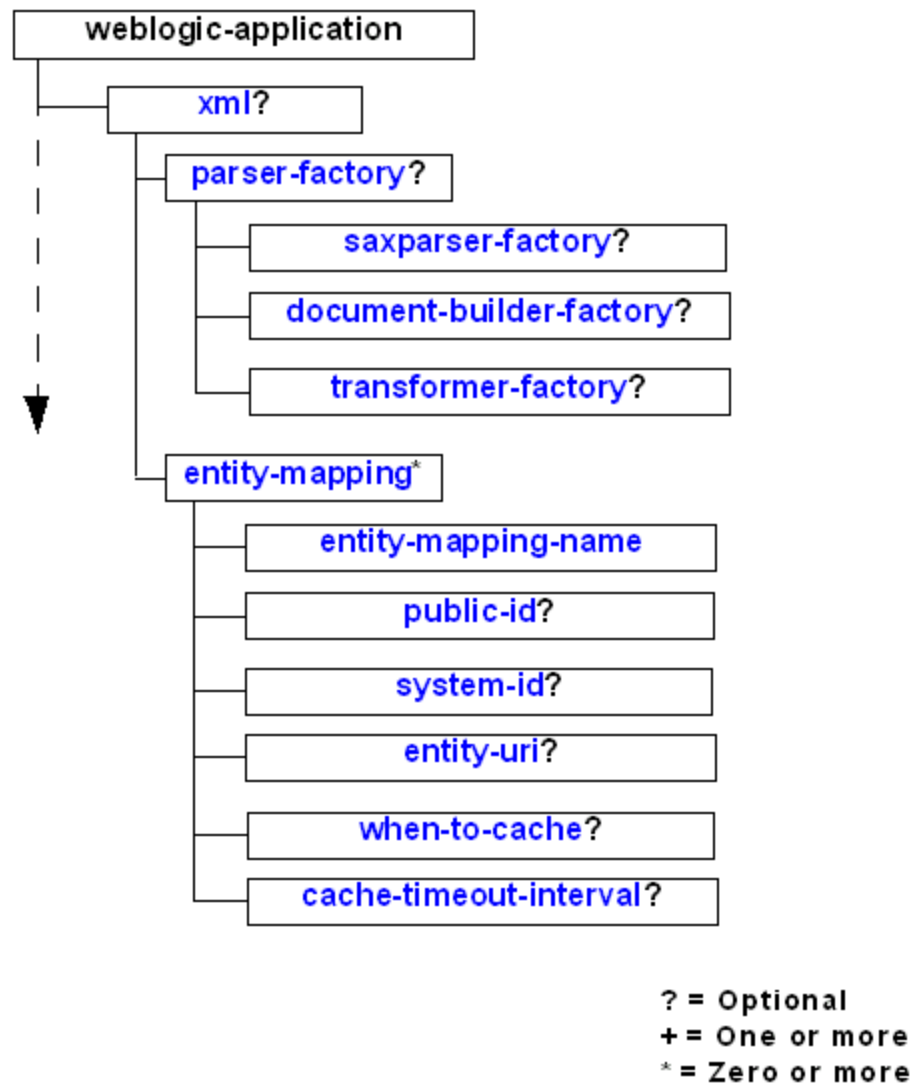 weblogic-application
xml?
parser-factory?
saxparser-factory?
document-builder-factory?
transformer-factory?
entity-mapping*
entity-mapping-name
public-id?
system-id?
entity-uri?
when-to-cache?
cache-timeout-interval?
? = Optional
+ = One or more
* = Zero or more